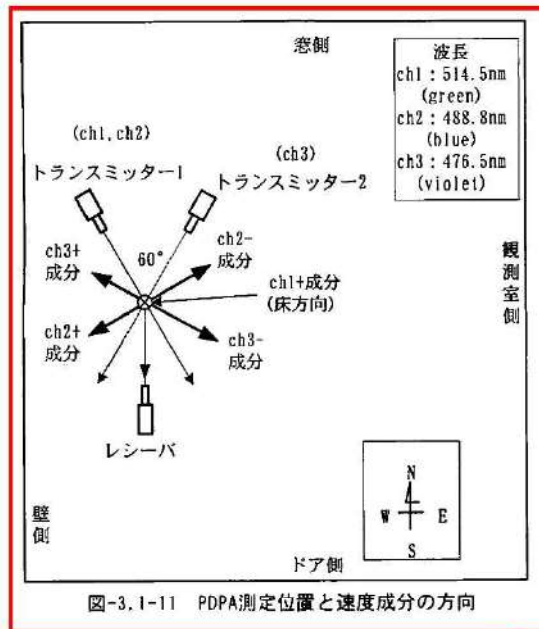 窓側
波長
ch1：514.5nm
(green)
ch2：488.8nm
(blue)
ch3：476.5nm
(violet)
(ch1,ch2)
トランスミッター1
(ch3)
トランスミッター2
60°
ch3+
成分
ch2-
成分
ch1+成分
(床方向)
ch2+
成分
ch3-
成分
レシーバ
観測室側
壁側
N
W E
S
ドア側
図-3.1-11 PDPA測定位置と速度成分の方向